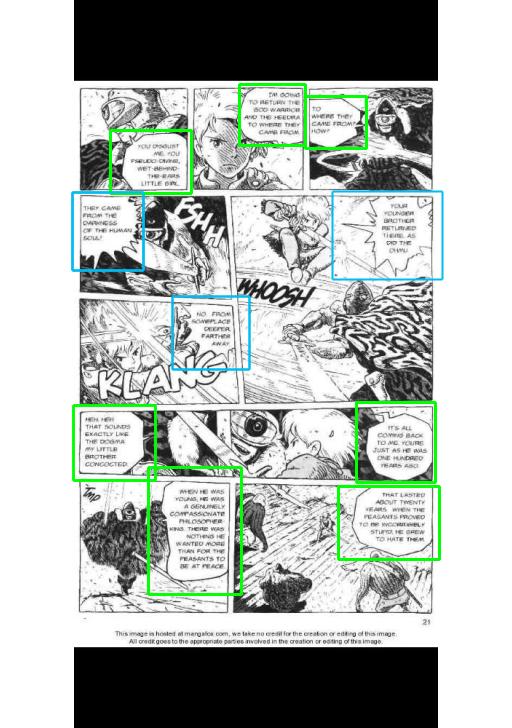 I'M GOING
TO RETURN THE
GOD WARRIOR
AND THE HEEDRA
TO WHERE THEY
CAME FROM.
TO
WHERE THEY
CAME FROM?
HOW?
YOU DISGUST
ME, YOU
PSEUDO-DIVINE,
WET-BEHIND-
THE-EARS
LITTLE GIRL.
THEY CAME
FROM THE
DARKNESS
OF THE HUMAN
SOUL!
FSHH
YOUR
YOUNGER
BROTHER
RETURNED
THERE, AS
DID THE
OHMU.
WHOOSH
NO. FROM
SOMEPLACE
DEEPER,
FARTHER
AWAY.
KLANG
HEH, HEH
THAT SOUNDS
EXACTLY LIKE
THE DOGMA
MY LITTLE
BROTHER
CONCOCTED.
IT'S ALL
COMING BACK
TO ME. YOU'RE
JUST AS HE WAS
ONE HUNDRED
YEARS AGO.
WHEN HE WAS
YOUNG, HE WAS
A GENUINELY
COMPASSIONATE
PHILOSOPHER-
KING. THERE WAS
NOTHING HE
WANTED MORE
THAN FOR THE
PEASANTS TO
BE AT PEACE.
THAT LASTED
ABOUT TWENTY
YEARS. WHEN THE
PEASANTS PROVED
TO BE INCORRIGIBLY
STUPID, HE GREW
TO HATE THEM.
21
This image is hosted at mangafox.com, we take no credit for the creation or editing of this image.
All credit goes to the appropriate parties involved in the creation or editing of this image.